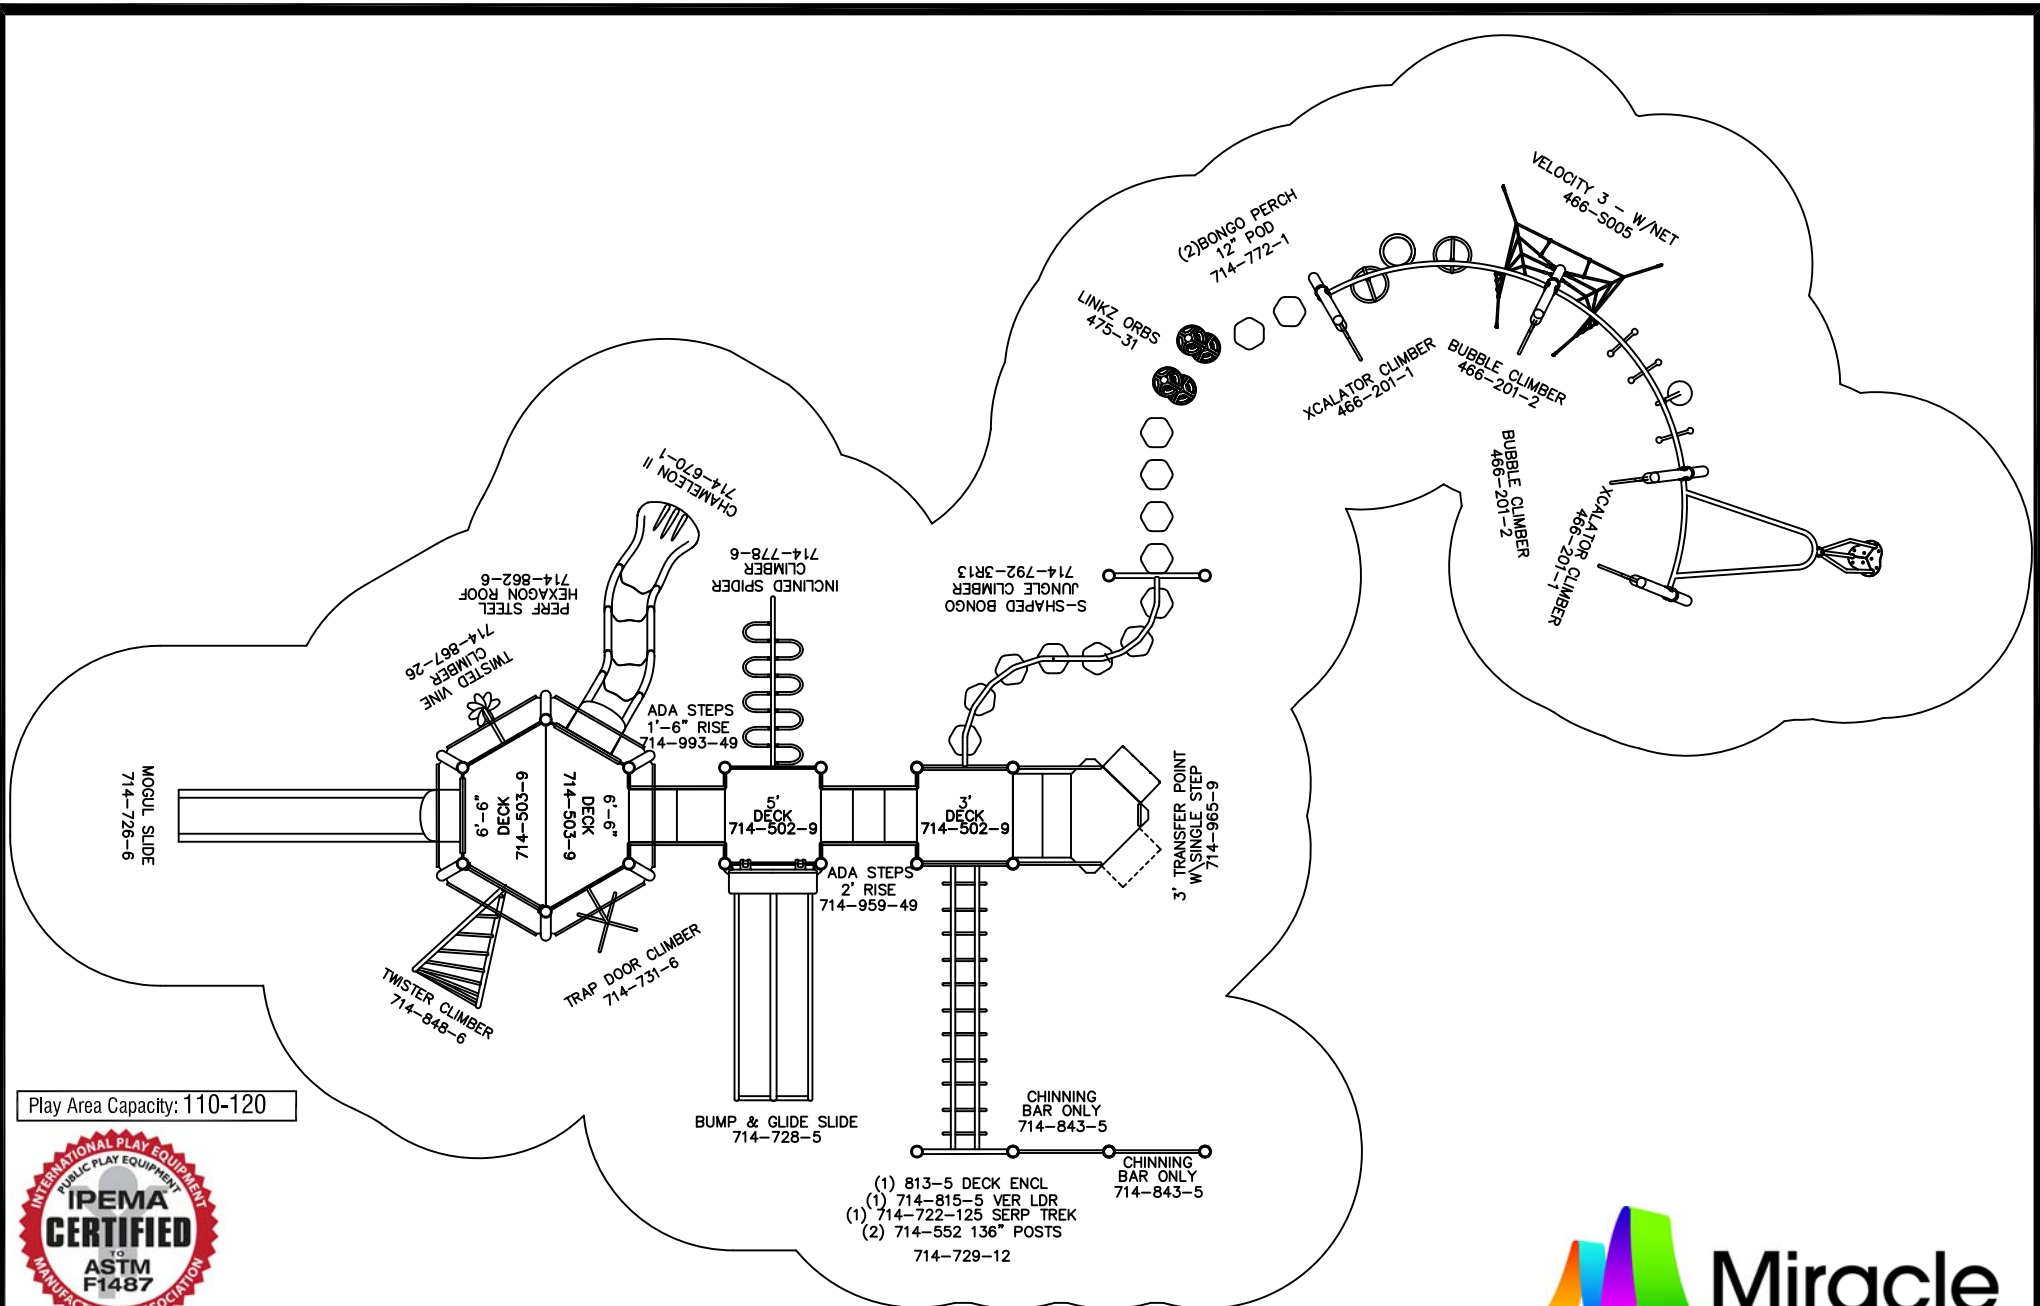 VELOCITY 3 - W/NET
466-S005
(2)BONGO PERCH
12" POD
714-772-1
LINKZ ORBS
475-31
XCALATOR CLIMBER
466-201-1
BUBBLE CLIMBER
466-201-2
BUBBLE CLIMBER
466-201-2
XCALATOR CLIMBER
466-201-1
CHAMELEON II
714-670-1
INCLINED SPIDER
CLIMBER
714-778-6
S-SHAPED BONGO
JUNGLE CLIMBER
714-792-3R13
PERF STEEL
HEXAGON ROOF
714-862-6
TWISTED VINE
CLIMBER
714-867-26
ADA STEPS
1'-6" RISE
714-993-49
MOGUL SLIDE
714-726-6
6'-6"
DECK
714-503-9
6'-6"
DECK
714-503-9
5'
DECK
714-502-9
3'
DECK
714-502-9
3' TRANSFER POINT
W\SINGLE STEP
714-965-9
ADA STEPS
2' RISE
714-959-49
TWISTER CLIMBER
714-848-6
TRAP DOOR CLIMBER
714-731-6
BUMP & GLIDE SLIDE
714-728-5
CHINNING
BAR ONLY
714-843-5
CHINNING
BAR ONLY
714-843-5
(1) 813-5 DECK ENCL
(1) 714-815-5 VER LDR
(1) 714-722-125 SERP TREK
(2) 714-552 136" POSTS
714-729-12
Play Area Capacity: 110-120
INTERNATIONAL PLAY EQUIPMENT
PUBLIC PLAY EQUIPMENT
IPEMA
CERTIFIED
TO
ASTM
F1487
Miracle